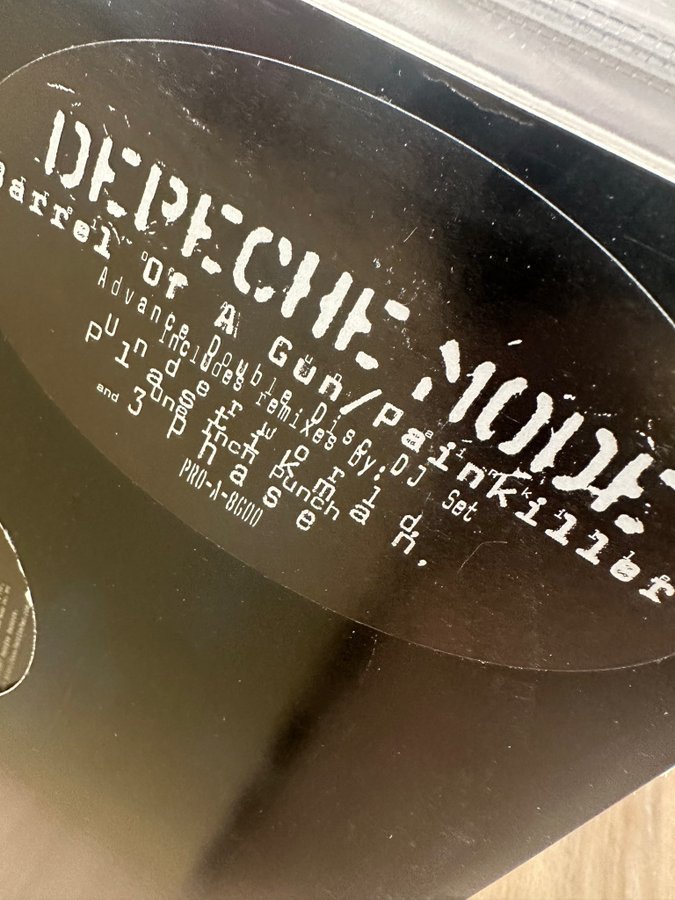 DEPECHE MODE
Barrel Of A Gun/Painkiller
Advance Double Disc DJ Set
Includes remixes by:
Underworld
plastikman,
One Inch Punch
and 3 phase
PRO-A-8600